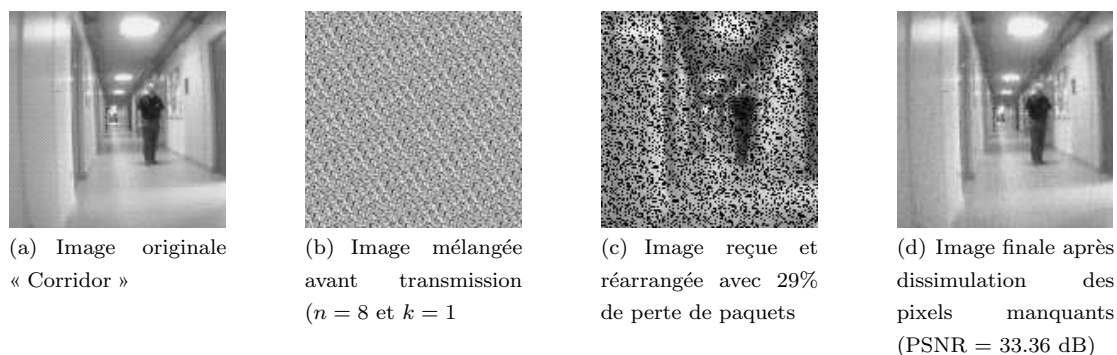 (a) Image originale
« Corridor »
(b) Image mélangée
avant transmission
(n = 8 et k = 1
(c) Image reçue et
réarrangée avec 29%
de perte de paquets
(d) Image finale après
dissimulation des
pixels manquants
(PSNR = 33.36 dB)